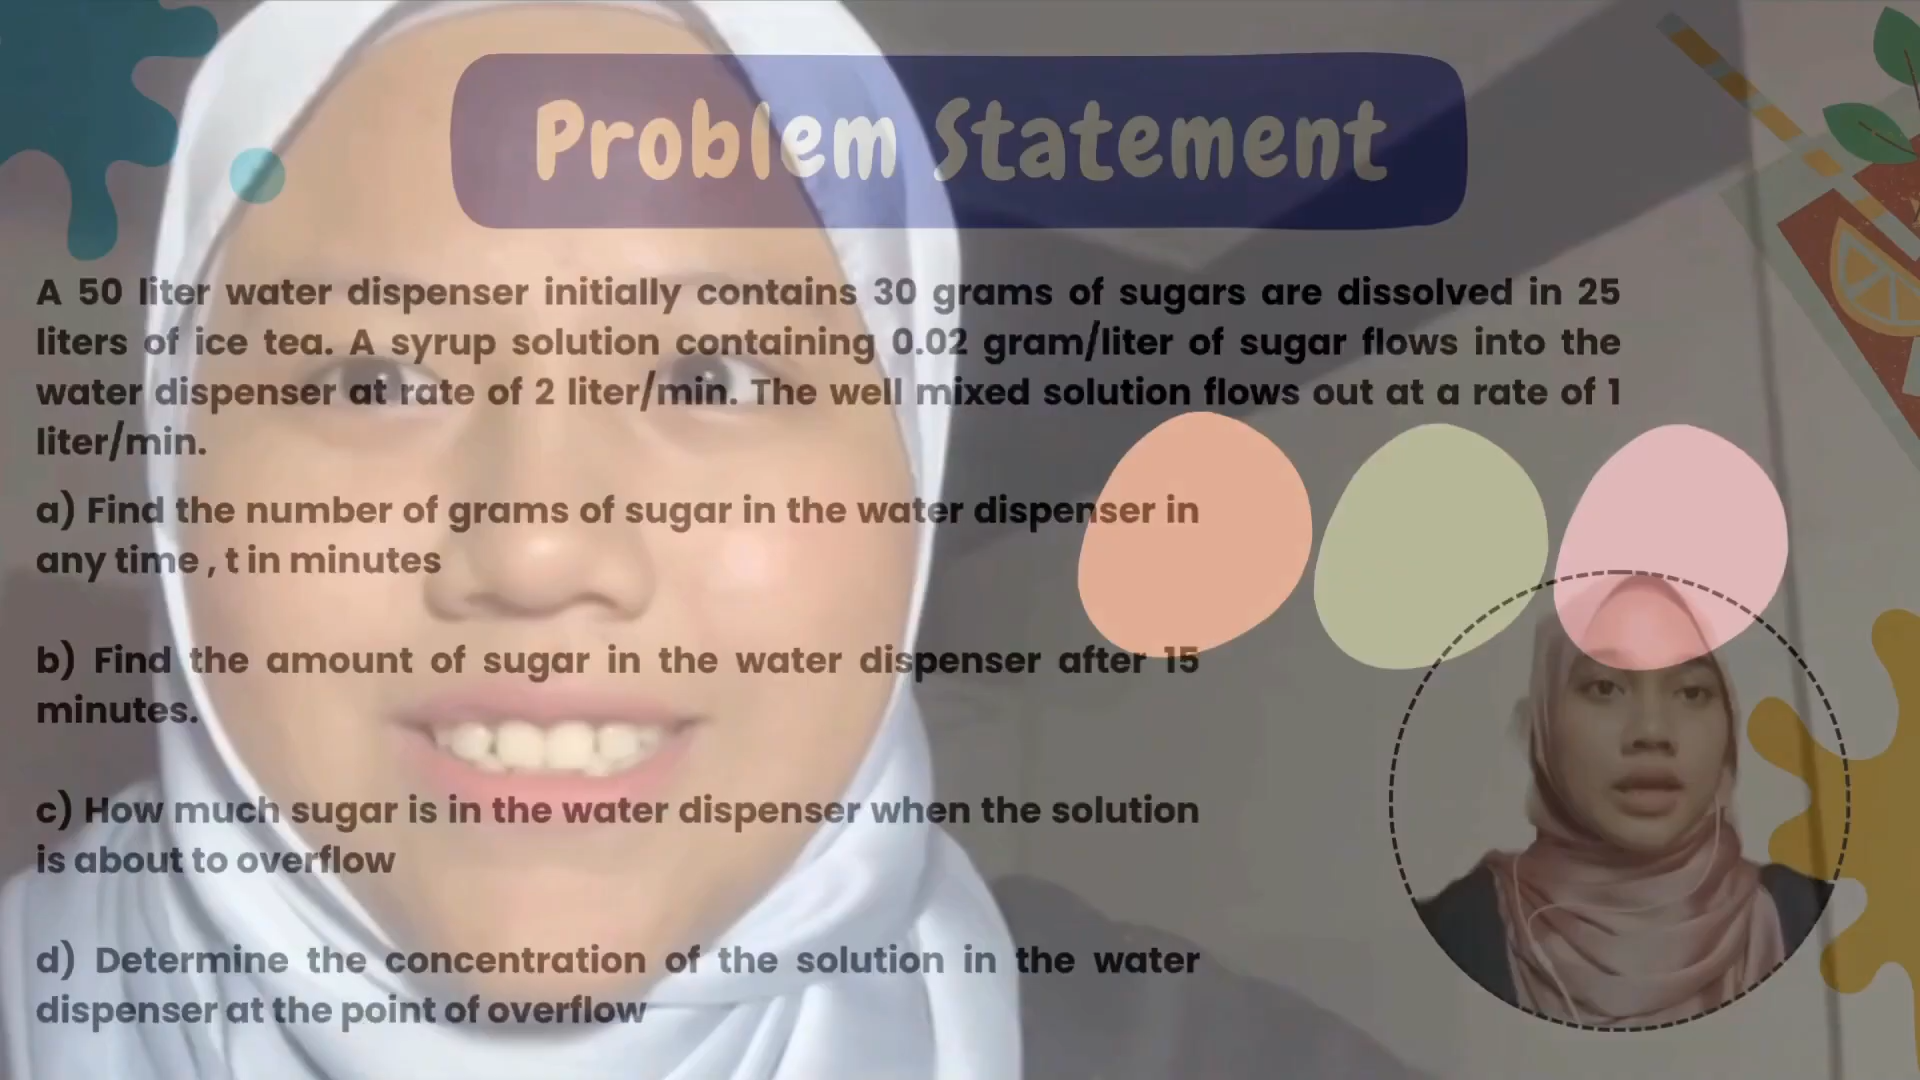 Problem Statement
A 50 liter water dispenser initially contains 30 grams of sugars are dissolved in 25
liters of ice tea. A syrup solution containing 0.02 gram/liter of sugar flows into the
water dispenser at rate of 2 liter/min. The well mixed solution flows out at a rate of 1
liter/min.
a) Find the number of grams of sugar in the water dispenser in
any time , t in minutes
b) Find the amount of sugar in the water dispenser after 15
minutes.
c) How much sugar is in the water dispenser when the solution
is about to overflow
d) Determine the concentration of the solution in the water
dispenser at the point of overflow